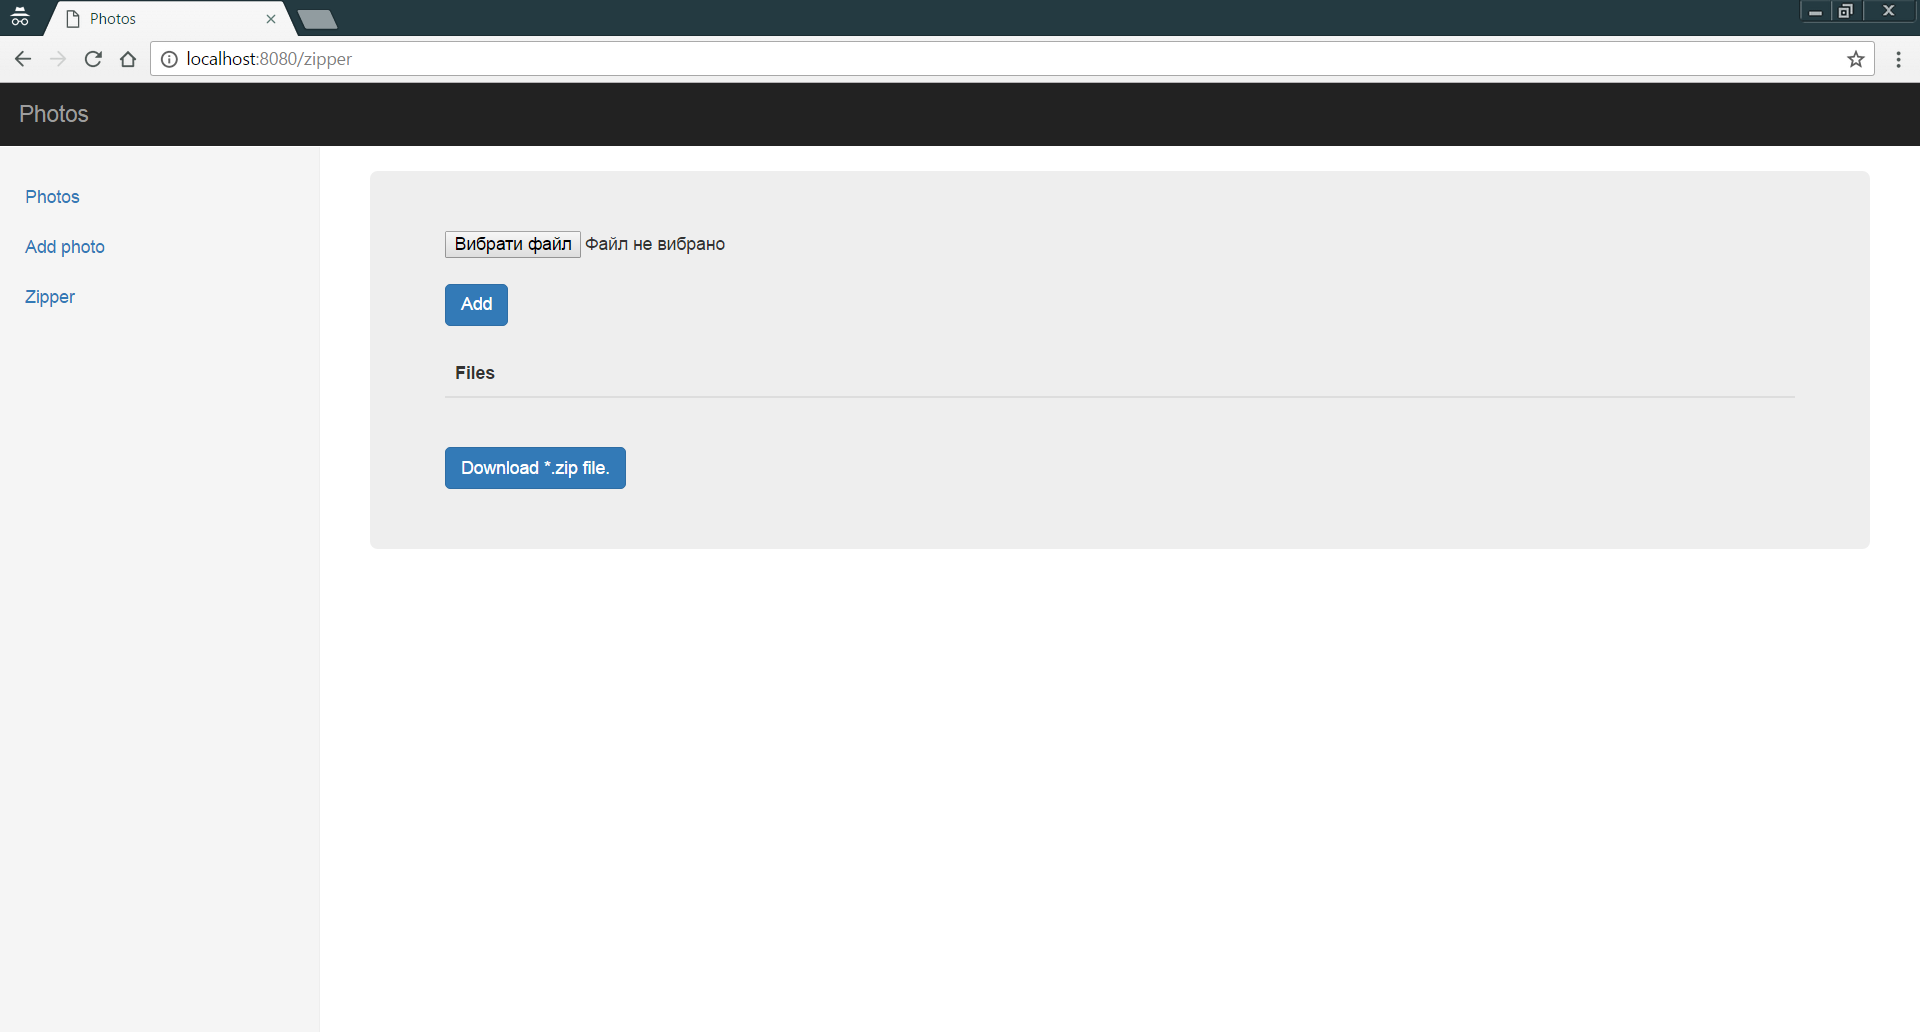 Photos
localhost:8080/zipper
Photos
Photos
Add photo
Zipper
Вибрати файл Файл не вибрано
Add
Files
Download *.zip file.